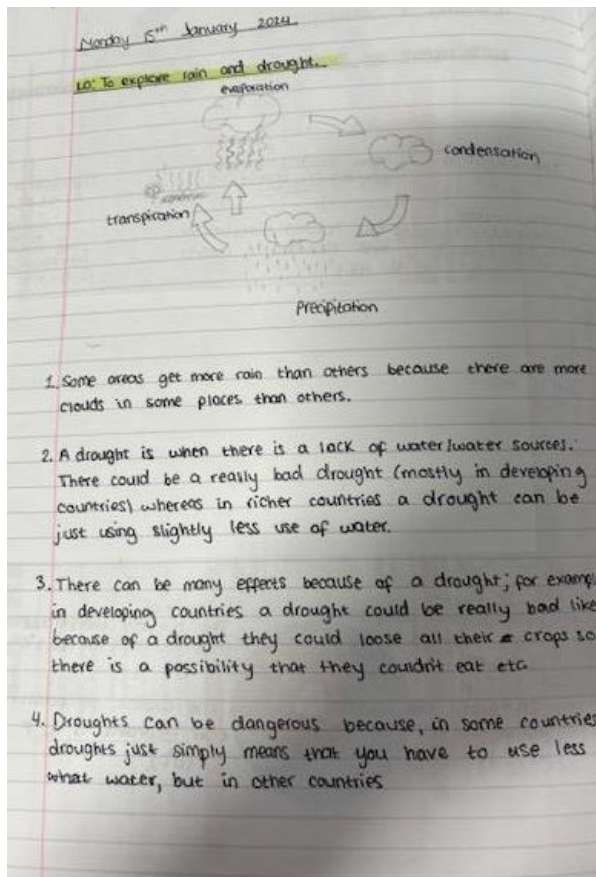 Monday 15th January 2024
LO: To explore rain and drought.
evaporation
condensation
transpiration
Precipitation
1. Some areas get more rain than others because there are more
clouds in some places than others.
2. A drought is when there is a lack of water/water sources.
There could be a really bad drought (mostly in developing
countries) whereas in richer countries a drought can be
just using slightly less use of water.
3. There can be many effects because of a drought; for exampl
in developing countries a drought could be really bad like
because of a drought they could loose all their crops so
there is a possibility that they couldn't eat etc
4. Droughts can be dangerous because, in some countries
droughts just simply means that you have to use less
what water, but in other countries